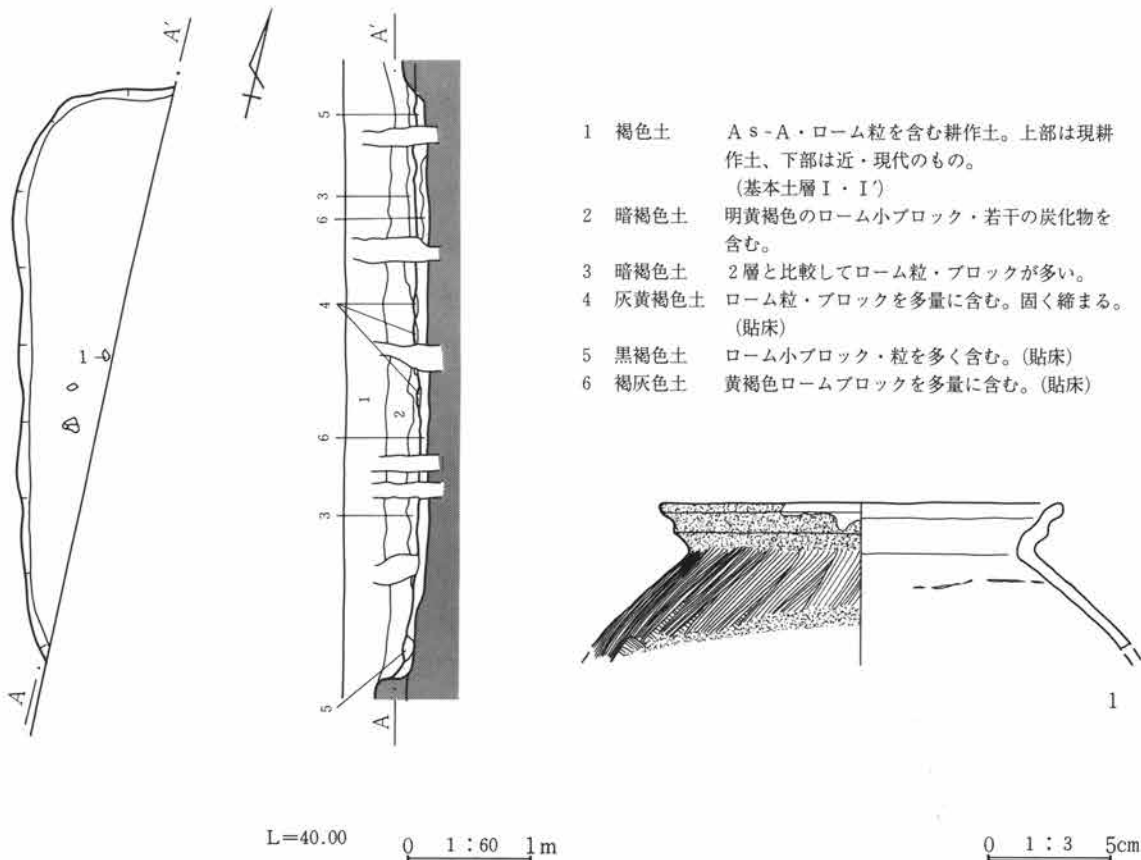 A'
A'
5
3
6
4
1
2
6
3
5
A
A
1
1 褐色土 As-A・ローム粒を含む耕作土。上部は現耕
作土、下部は近・現代のもの。
(基本土層Ⅰ・Ⅰ')
2 暗褐色土 明黄褐色のローム小ブロック・若干の炭化物を
含む。
3 暗褐色土 2層と比較してローム粒・ブロックが多い。
4 灰黄褐色土 ローム粒・ブロックを多量に含む。固く締まる。
(貼床)
5 黒褐色土 ローム小ブロック・粒を多く含む。(貼床)
6 褐灰色土 黄褐色ロームブロックを多量に含む。(貼床)
1
L=40.00
0 1:60 1m
0 1:3 5cm